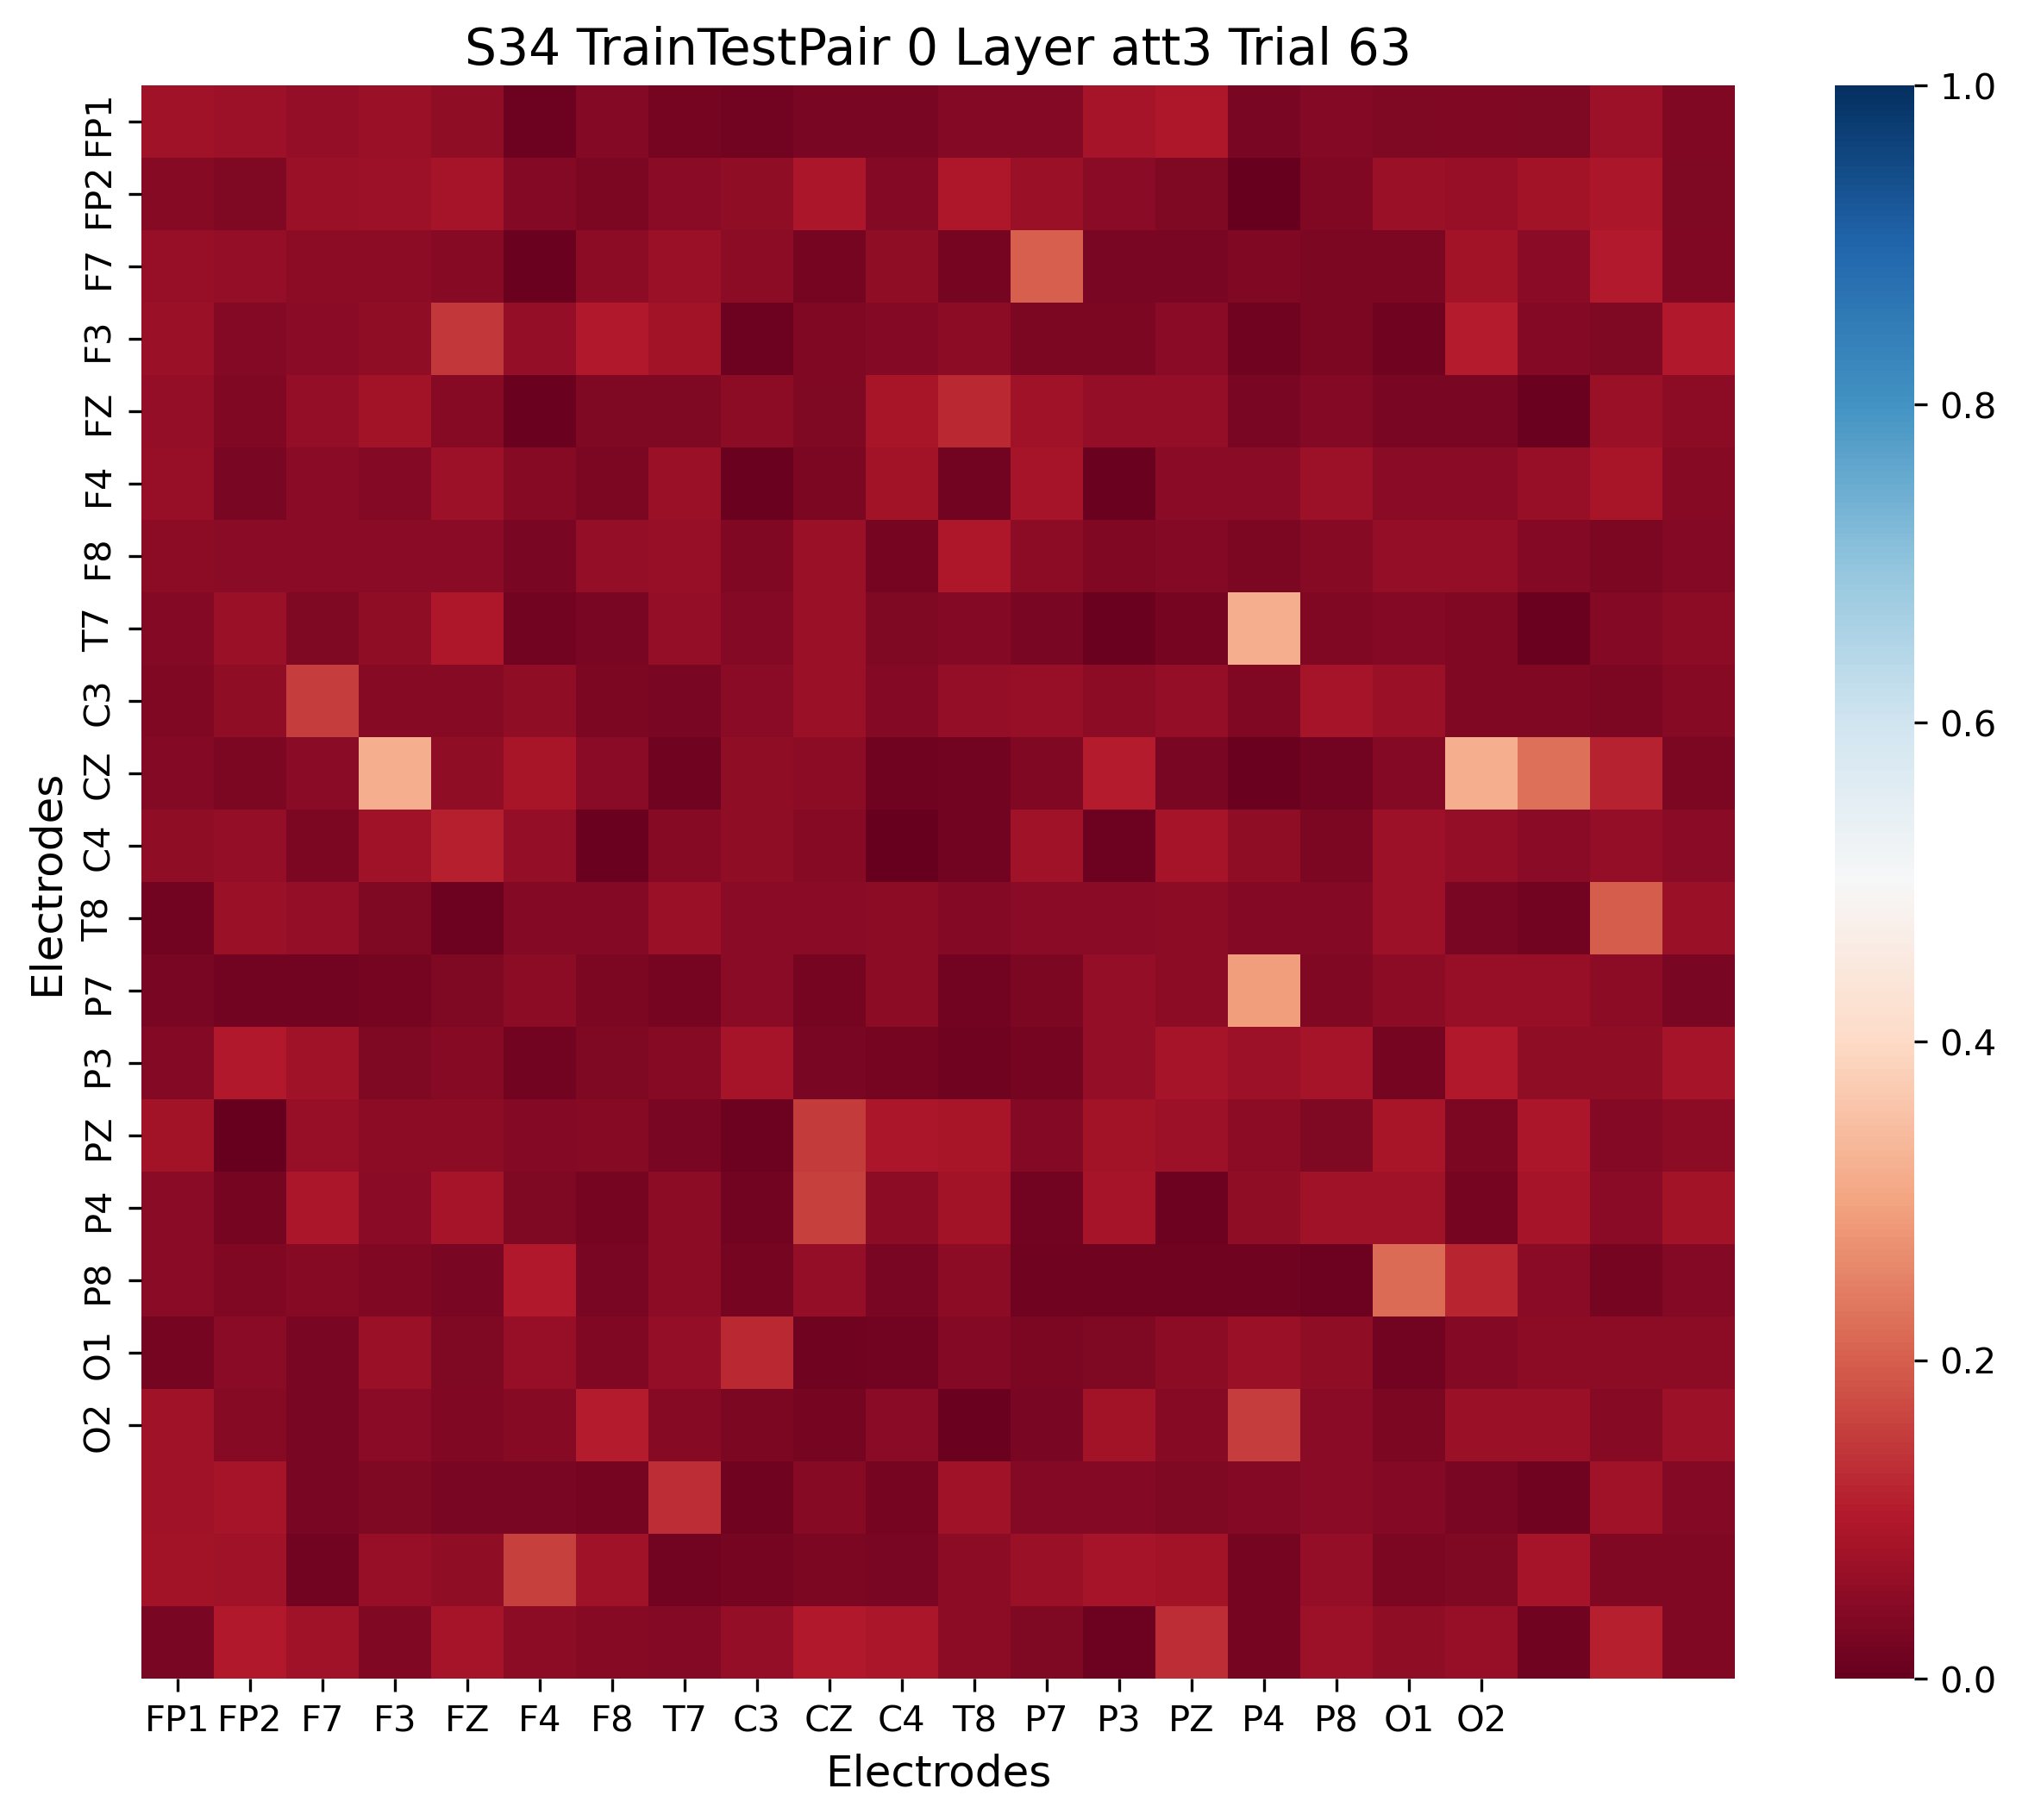 S34 TrainTestPair 0 Layer att3 Trial 63
Electrodes
FP1
FP2
F7
F3
FZ
F4
F8
T7
C3
CZ
C4
T8
P7
P3
PZ
P4
P8
O1
O2
FP1 FP2 F7 F3 FZ F4 F8 T7 C3 CZ C4 T8 P7 P3 PZ P4 P8 O1 O2
Electrodes
1.0
0.8
0.6
0.4
0.2
0.0